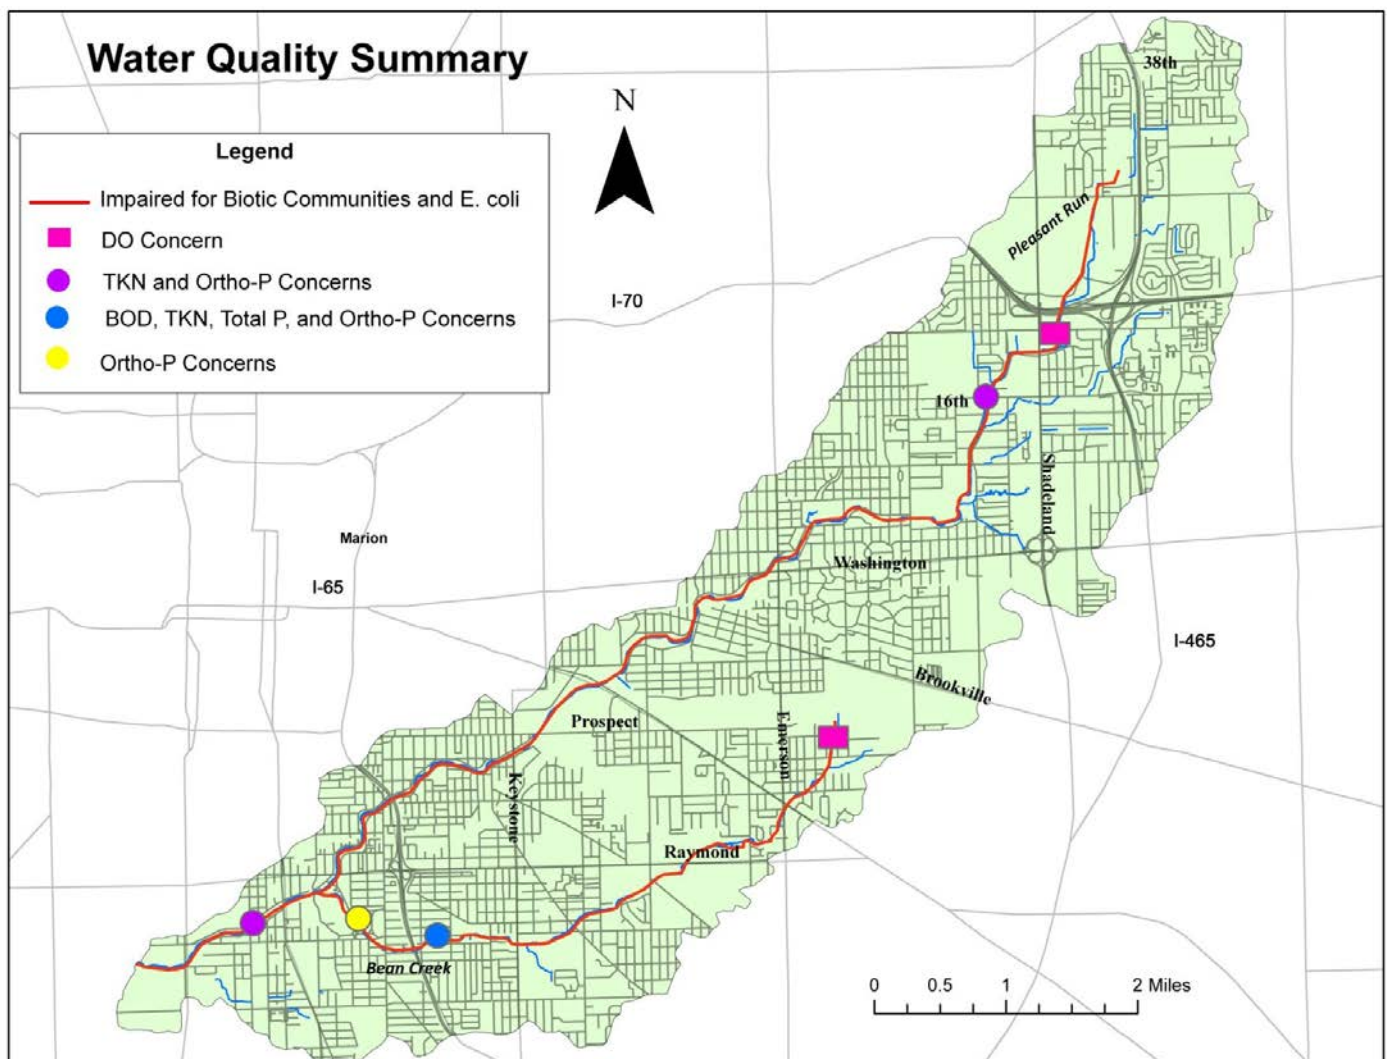 Water Quality Summary
N
38th
Legend
Impaired for Biotic Communities and E. coli
DO Concern
TKN and Ortho-P Concerns
BOD, TKN, Total P, and Ortho-P Concerns
Ortho-P Concerns
Pleasant Run
I-70
16th
Shadeland
Marion
I-65
Washington
I-465
Brookville
Prospect
Emerson
Keystone
Raymond
Bean Creek
0 0.5 1 2 Miles